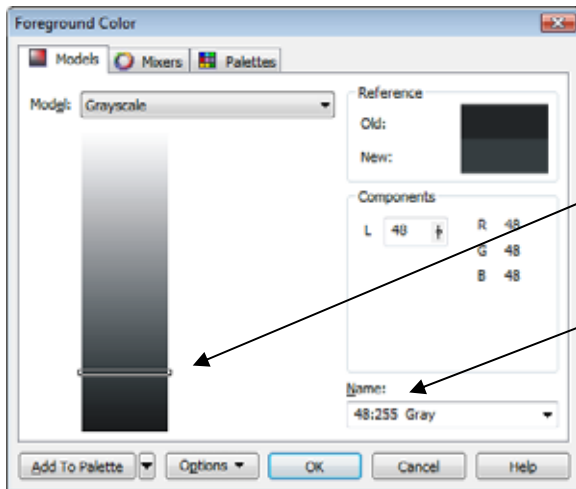 Foreground Color
Models Mixers Palettes
Model: Grayscale
Reference
Old:
New:
Components
L 48 R 48
G 48
B 48
Name:
48:255 Gray
Add To Palette Options OK Cancel Help